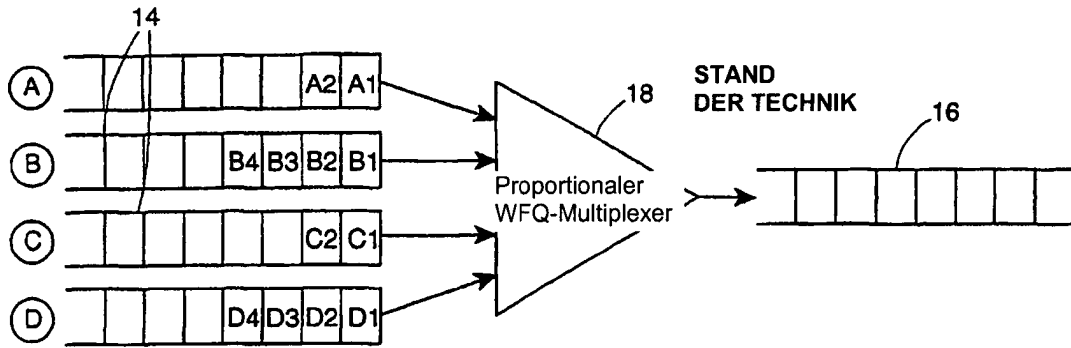 14
A A2 A1
B B4 B3 B2 B1
C C2 C1
D D4 D3 D2 D1
18
Proportionaler
WFQ-Multiplexer
STAND
DER TECHNIK
16